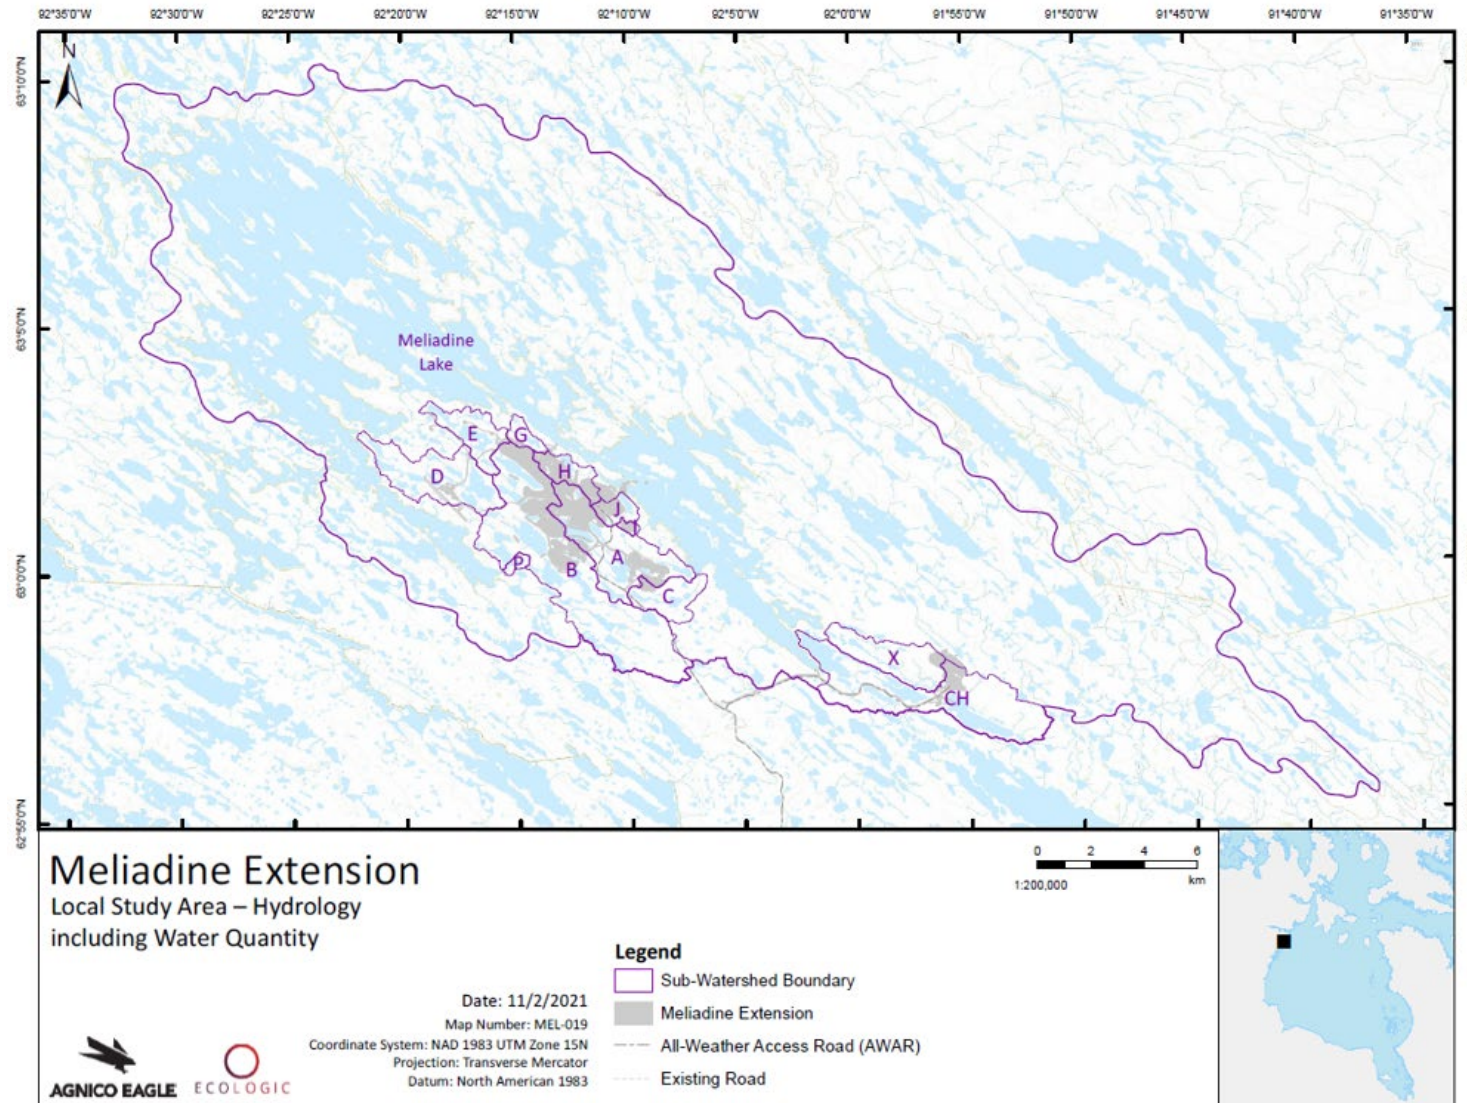 92°35'0"W 92°30'0"W 92°25'0"W 92°20'0"W 92°15'0"W 92°10'0"W 92°5'0"W 92°0'0"W 91°55'0"W 91°50'0"W 91°45'0"W 91°40'0"W 91°35'0"W
N
63°10'0"N
63°5'0"N
63°0'0"N
62°55'0"N
Meliadine
Lake
E
G
D
H
J
I
A
P
B
C
X
CH
Meliadine Extension
Local Study Area – Hydrology
including Water Quantity
Date: 11/2/2021
Map Number: MEL-019
Coordinate System: NAD 1983 UTM Zone 15N
Projection: Transverse Mercator
Datum: North American 1983
AGNICO EAGLE
ECOLOGIC
Legend
Sub-Watershed Boundary
Meliadine Extension
All-Weather Access Road (AWAR)
Existing Road
0 2 4 6
km
1:200,000